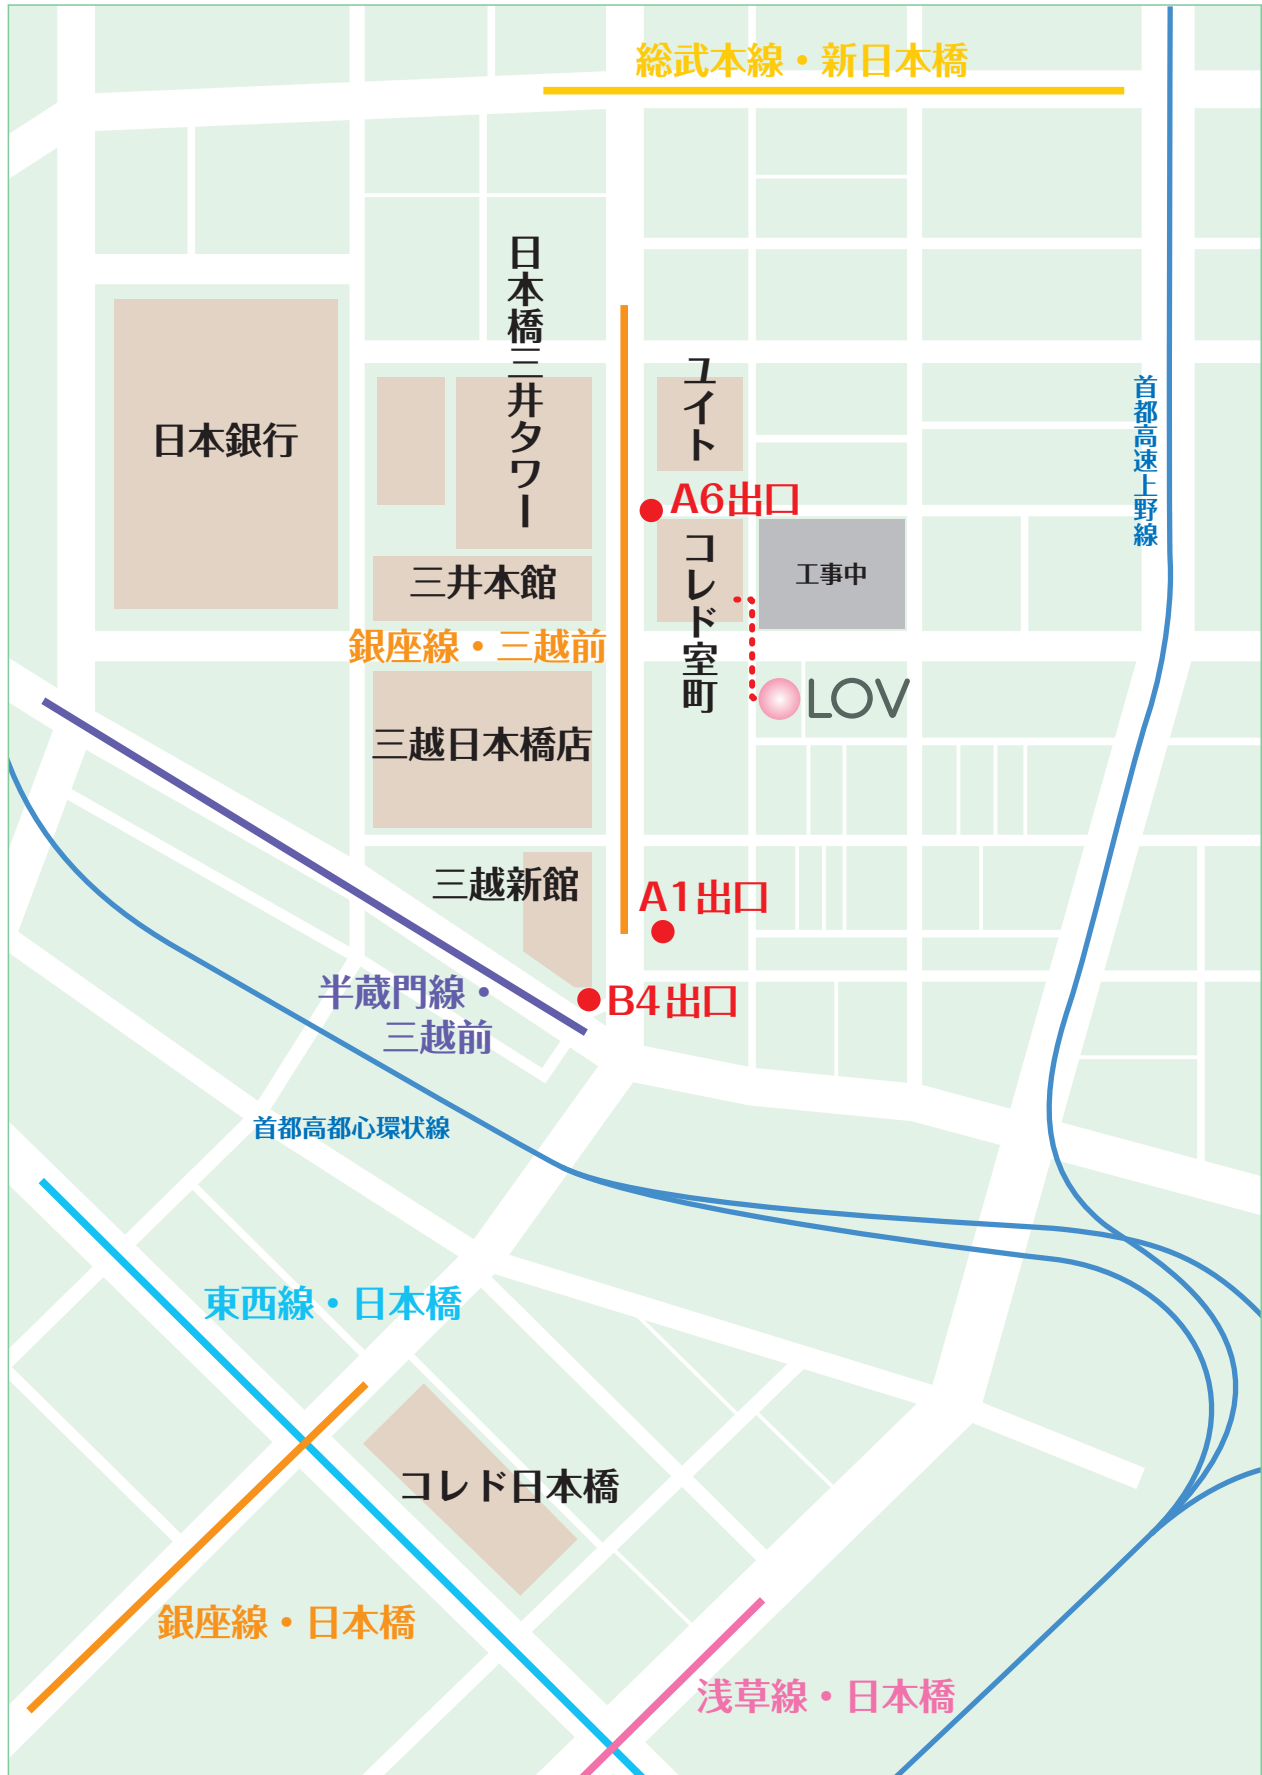 総武本線・新日本橋
日本橋三井タワー
ユイト
首都高速上野線
日本銀行
A6出口
コレド室町
工事中
三井本館
銀座線・三越前
LOV
三越日本橋店
三越新館
A1出口
半蔵門線・
三越前
B4出口
首都高都心環状線
東西線・日本橋
コレド日本橋
銀座線・日本橋
浅草線・日本橋